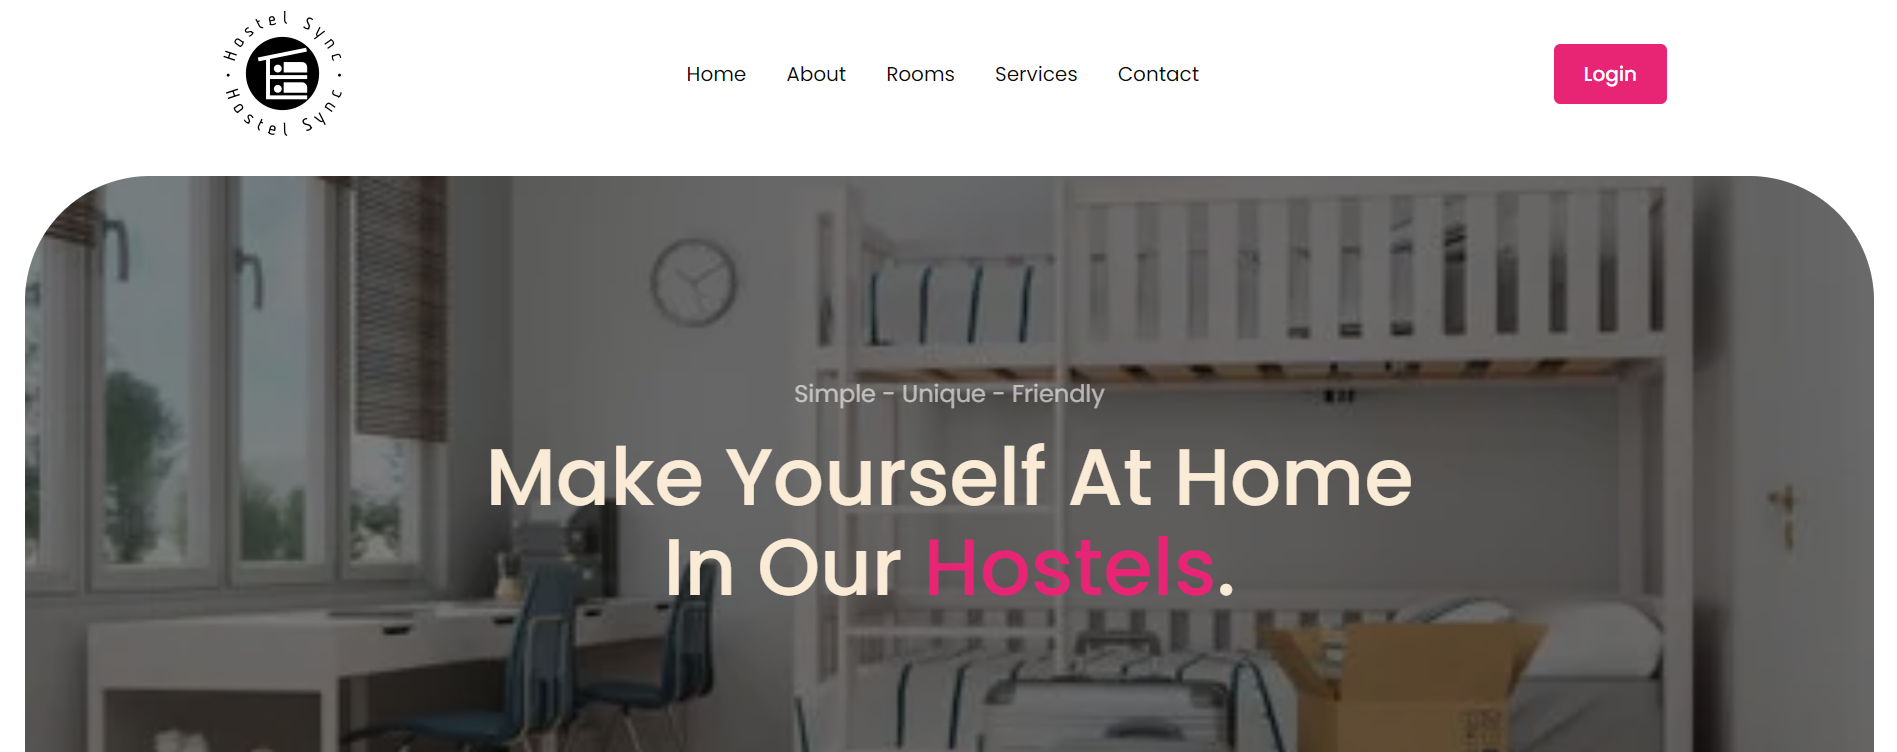 Hostel Sync
Hostel Sync
Home
About
Rooms
Services
Contact
Login
Simple - Unique - Friendly
Make Yourself At Home
In Our Hostels.